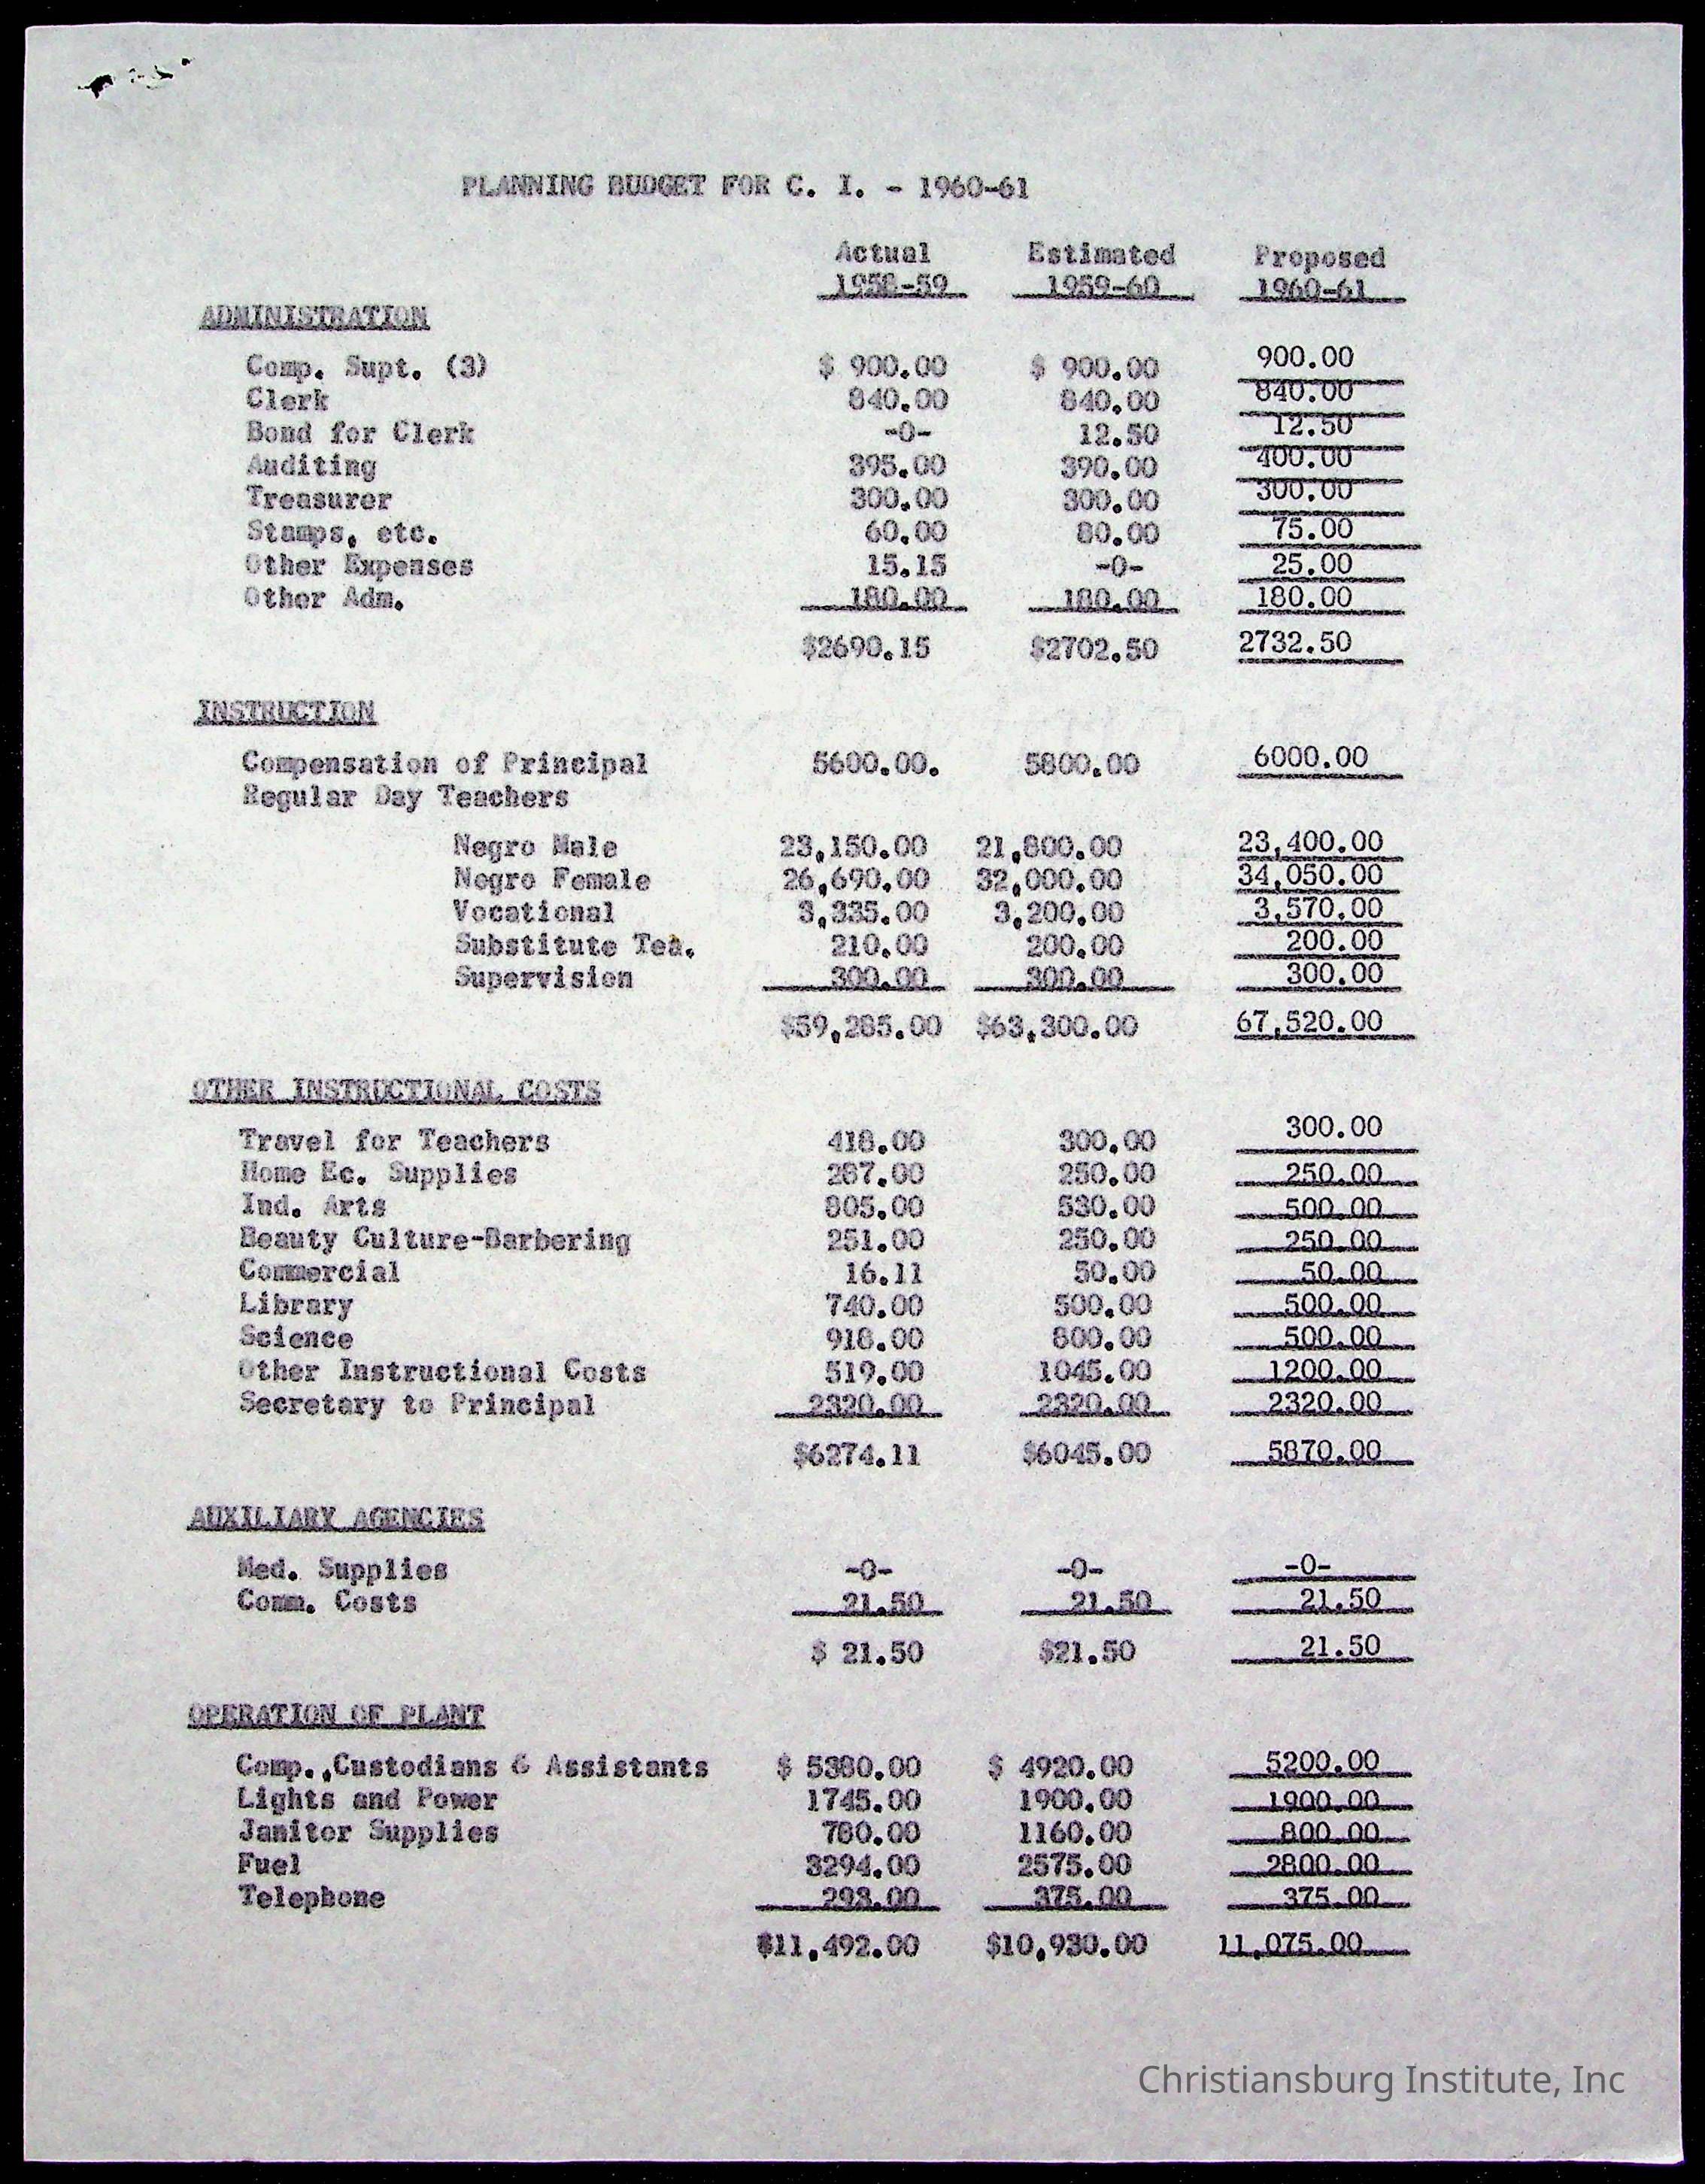 PLANNING BUDGET FOR C. I. - 1960-61
Actual Estimated Proposed
1958-59 1959-60 1960-61
ADMINISTRATION
Comp. Supt. (3) $ 900.00 $ 900.00 900.00
Clerk 840.00 840.00 840.00
Bond for Clerk -0- 12.50 12.50
Auditing 395.00 390.00 400.00
Treasurer 300.00 300.00 300.00
Stamps, etc. 60.00 80.00 75.00
Other Expenses 15.15 -0- 25.00
Other Adm. 180.00 180.00 180.00
$2690.15 $2702.50 2732.50
INSTRUCTION
Compensation of Principal 5600.00. 5800.00 6000.00
Regular Day Teachers
Negro Male 23,150.00 21,800.00 23,400.00
Negro Female 26,690.00 32,000.00 34,050.00
Vocational 3,335.00 3,200.00 3,570.00
Substitute Tea. 210.00 200.00 200.00
Supervision 300.00 300.00 300.00
$59,285.00 $63,300.00 67,520.00
OTHER INSTRUCTIONAL COSTS
Travel for Teachers 418.00 300.00 300.00
Home Ec. Supplies 287.00 250.00 250.00
Ind. Arts 805.00 530.00 500.00
Beauty Culture-Barbering 251.00 250.00 250.00
Commercial 16.11 50.00 50.00
Library 740.00 500.00 500.00
Science 918.00 800.00 500.00
Other Instructional Costs 519.00 1045.00 1200.00
Secretary to Principal 2320.00 2320.00 2320.00
$6274.11 $6045.00 5870.00
AUXILIARY AGENCIES
Med. Supplies -0- -0- -0-
Comm. Costs 21.50 21.50 21.50
$ 21.50 $21.50 21.50
OPERATION OF PLANT
Comp.,Custodians & Assistants $ 5380.00 $ 4920.00 5200.00
Lights and Power 1745.00 1900.00 1900.00
Janitor Supplies 780.00 1160.00 800.00
Fuel 3294.00 2575.00 2800.00
Telephone 293.00 375.00 375.00
$11,492.00 $10,930.00 11,075.00
Christiansburg Institute, Inc